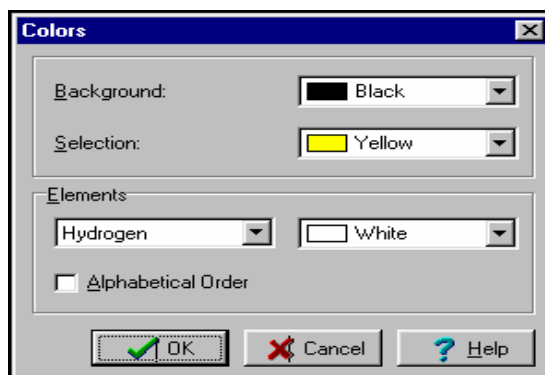 Colors
Background: Black
Selection: Yellow
Elements
Hydrogen White
Alphabetical Order
OK Cancel Help